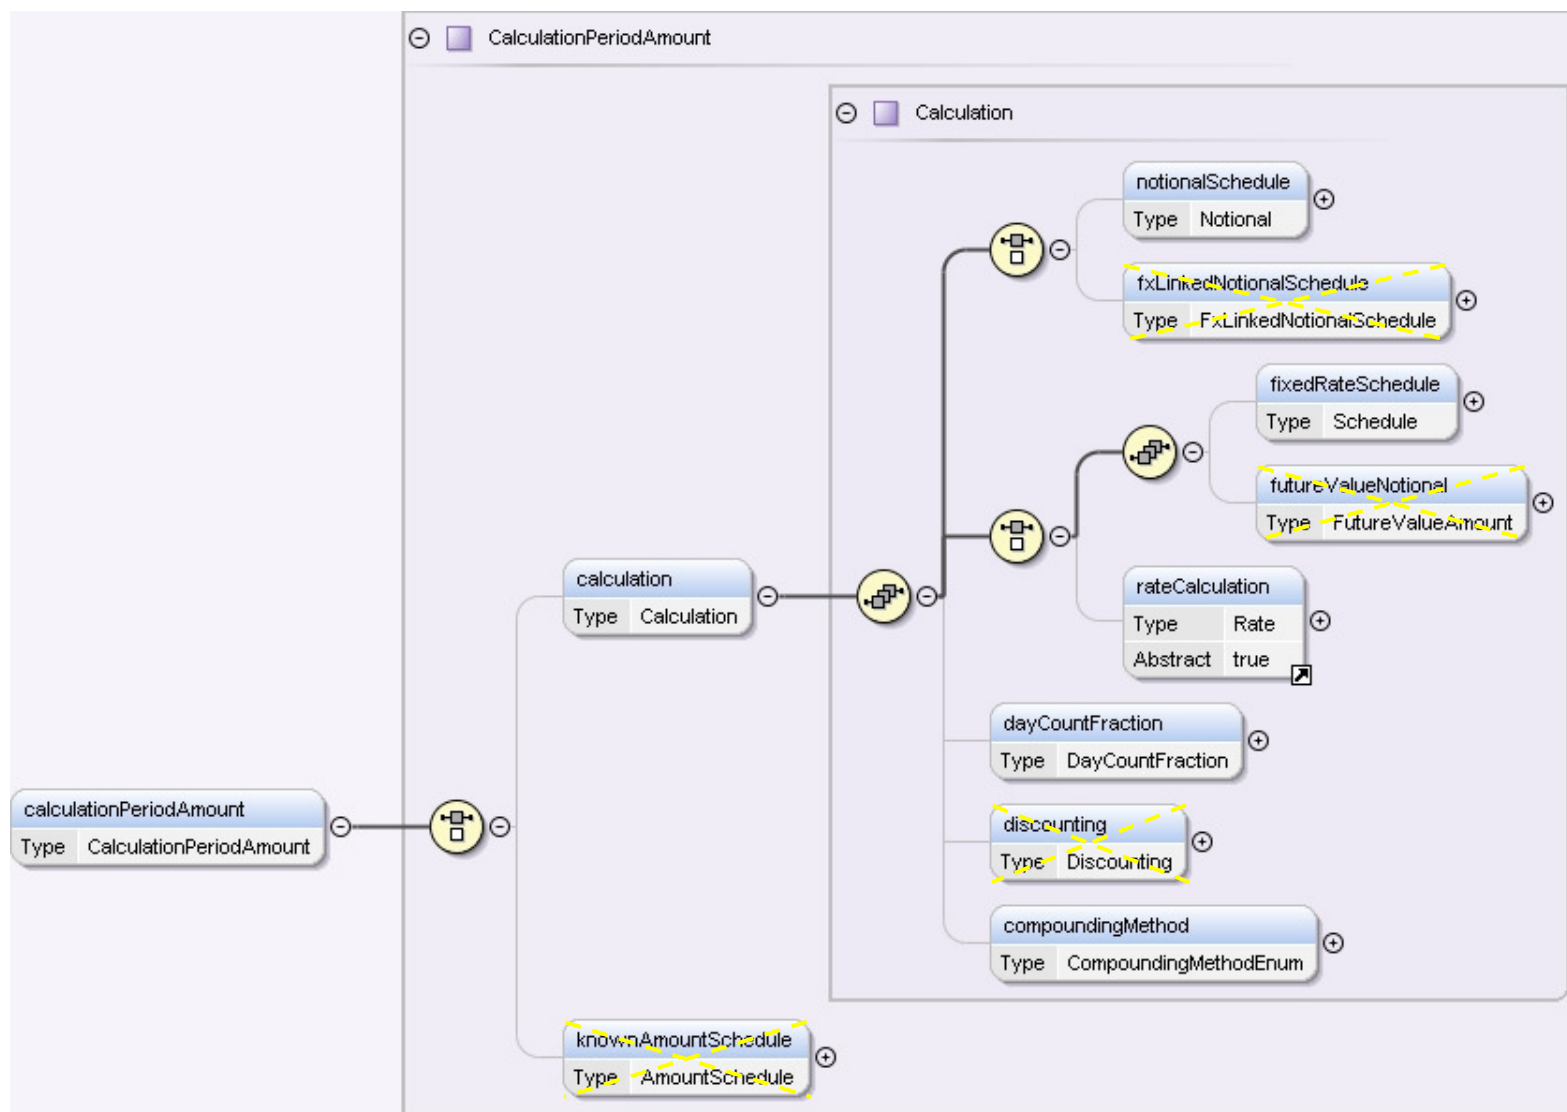 CalculationPeriodAmount
Calculation
notionalSchedule
Type Notional
fxLinkedNotionalSchedule
Type FxLinkedNotionalSchedule
fixedRateSchedule
Type Schedule
futureValueNotional
Type FutureValueAmount
calculation
Type Calculation
rateCalculation
Type Rate
Abstract true
dayCountFraction
Type DayCountFraction
calculationPeriodAmount
Type CalculationPeriodAmount
discounting
Type Discounting
compoundingMethod
Type CompoundingMethodEnum
knownAmountSchedule
Type AmountSchedule